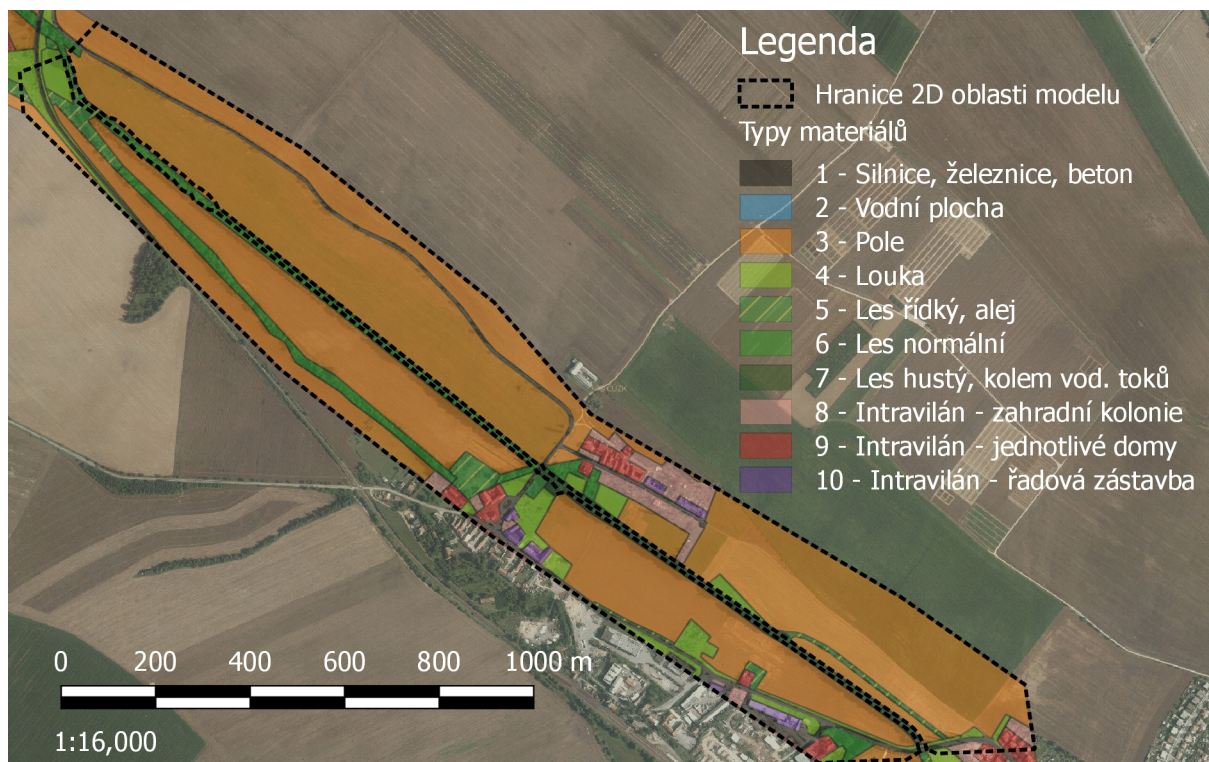 Legenda
Hranice 2D oblasti modelu
Typy materiálů
1 - Silnice, železnice, beton
2 - Vodní plocha
3 - Pole
4 - Louka
5 - Les řídký, alej
6 - Les normální
7 - Les hustý, kolem vod. toků
8 - Intravilán - zahradní kolonie
9 - Intravilán - jednotlivé domy
10 - Intravilán - řadová zástavba
© ČÚZK
0 200 400 600 800 1000 m
1:16,000